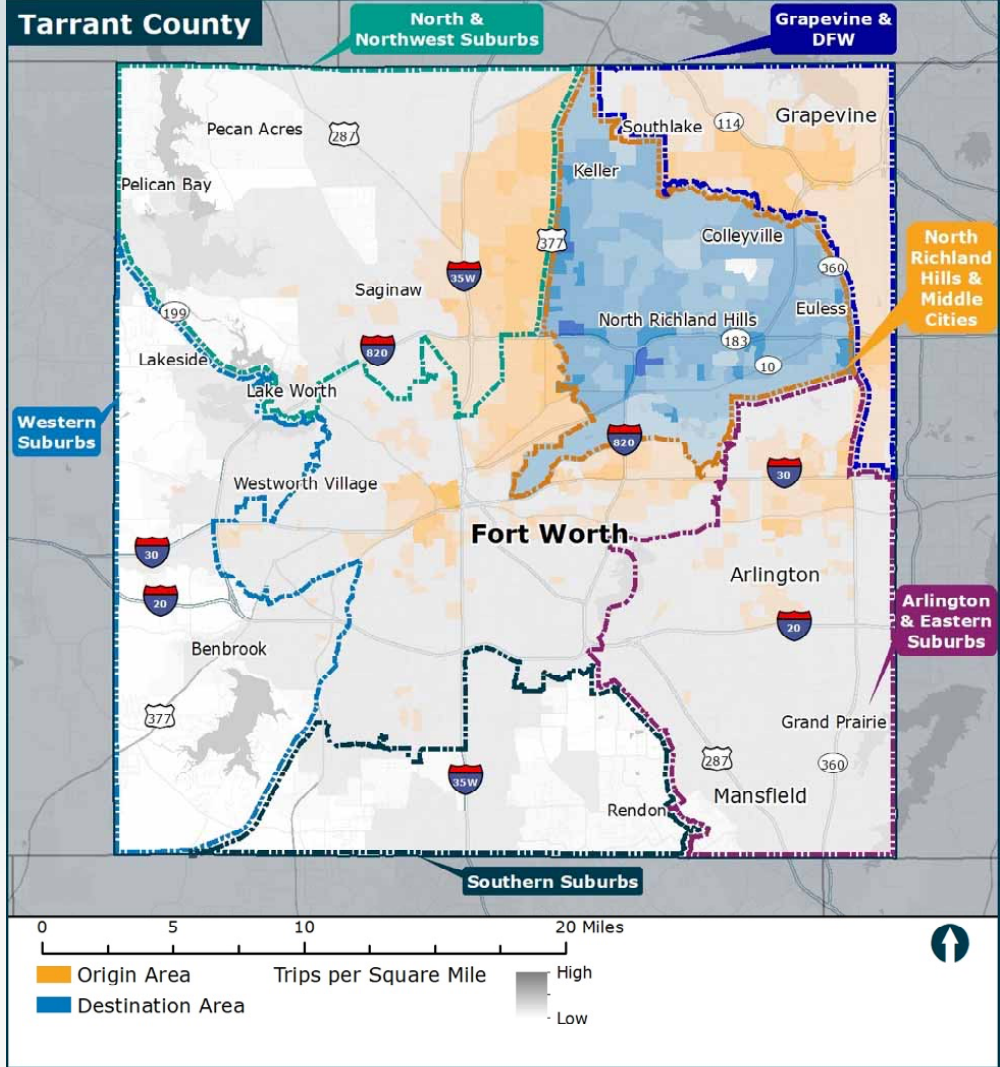 Tarrant County
North &
Northwest Suburbs
Grapevine &
DFW
Pecan Acres
287
Southlake
114
Grapevine
Pelican Bay
Keller
377
Colleyville
North
Richland
Hills &
Middle
Cities
35W
360
Saginaw
199
North Richland Hills
Euless
183
820
10
Lakeside
Lake Worth
Western
Suburbs
820
30
Westworth Village
Fort Worth
30
Arlington
20
Arlington
& Eastern
Suburbs
20
Benbrook
377
Grand Prairie
287
360
35W
Mansfield
Rendon
Southern Suburbs
0 5 10 20 Miles
Origin Area
Destination Area
Trips per Square Mile
High
Low